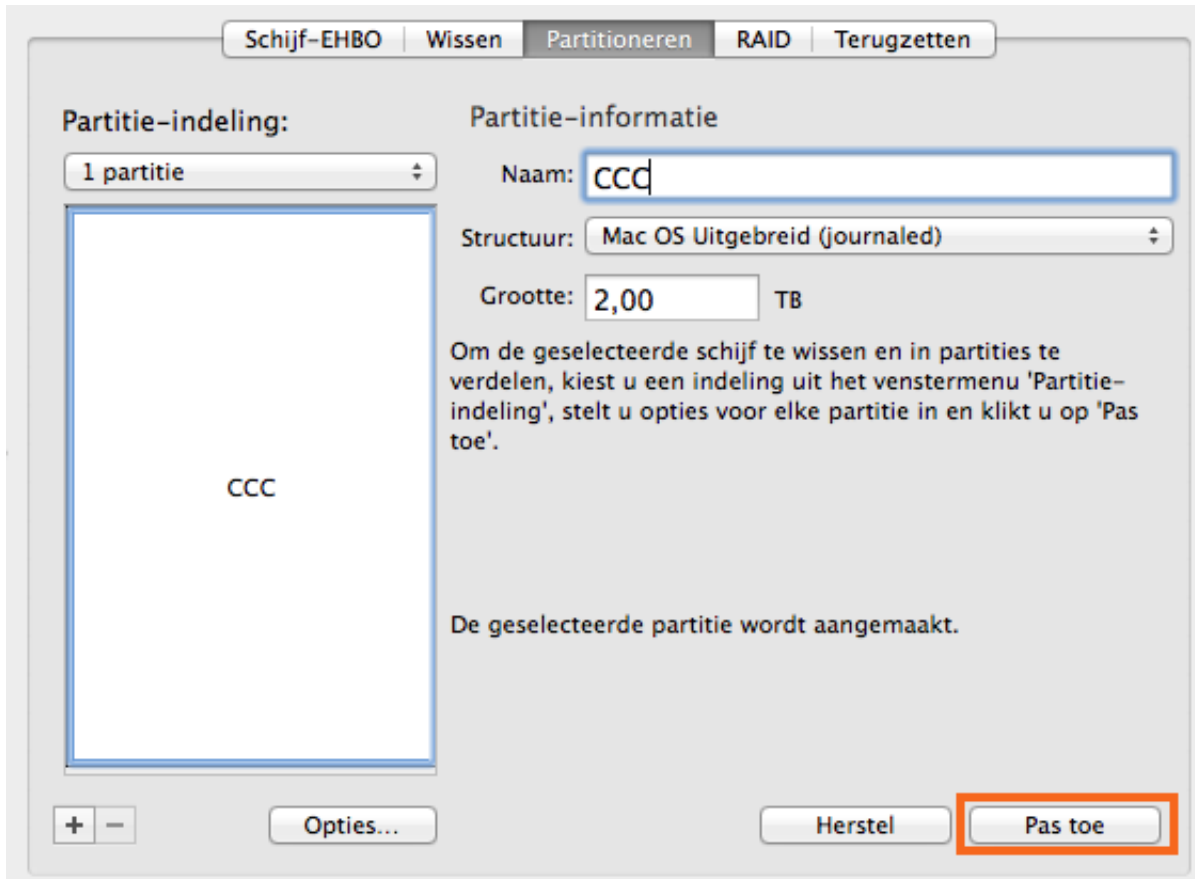 Schijf-EHBO Wissen Partitioneren RAID Terugzetten
Partitie-indeling:
1 partitie
CCC
Partitie-informatie
Naam: CCC
Structuur: Mac OS Uitgebreid (journaled)
Grootte: 2,00 TB
Om de geselecteerde schijf te wissen en in partities te
verdelen, kiest u een indeling uit het venstermenu 'Partitie-
indeling', stelt u opties voor elke partitie in en klikt u op 'Pas
toe'.
De geselecteerde partitie wordt aangemaakt.
+ −
Opties...
Herstel
Pas toe